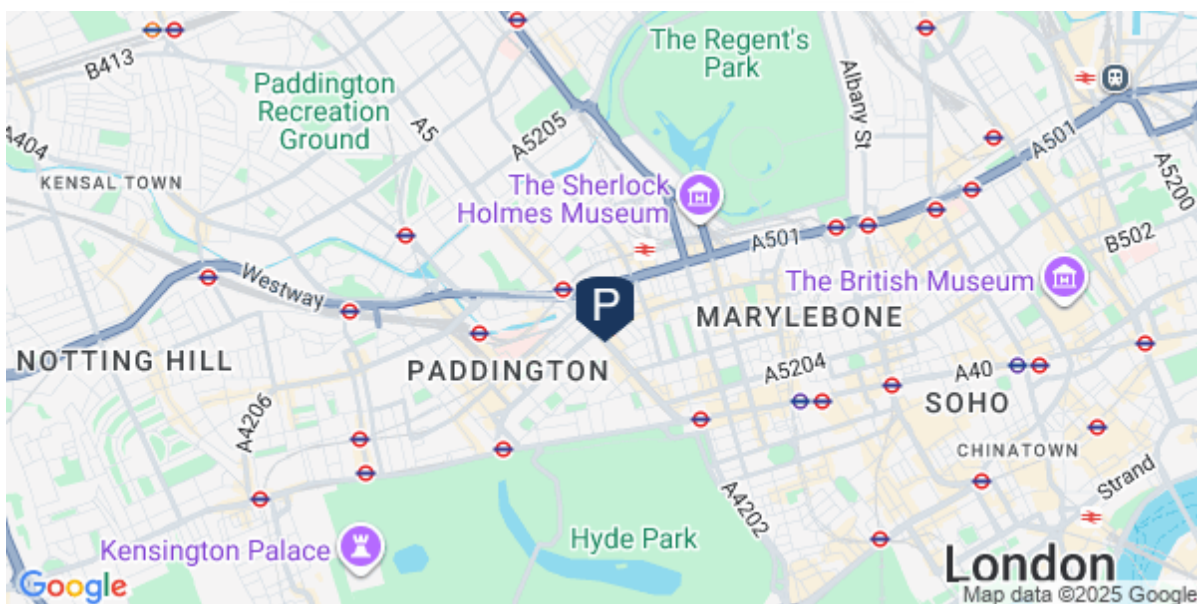 B413
The Regent's
Park
Albany St
Paddington
Recreation
Ground
A5
A5205
A501
A404
A5200
KENSAL TOWN
The Sherlock
Holmes Museum
A501
B502
Westway
The British Museum
P
MARYLEBONE
NOTTING HILL
PADDINGTON
A5204
A40
SOHO
A4206
CHINATOWN
Strand
A4202
Kensington Palace
Hyde Park
London
Google
Map data ©2025 Google